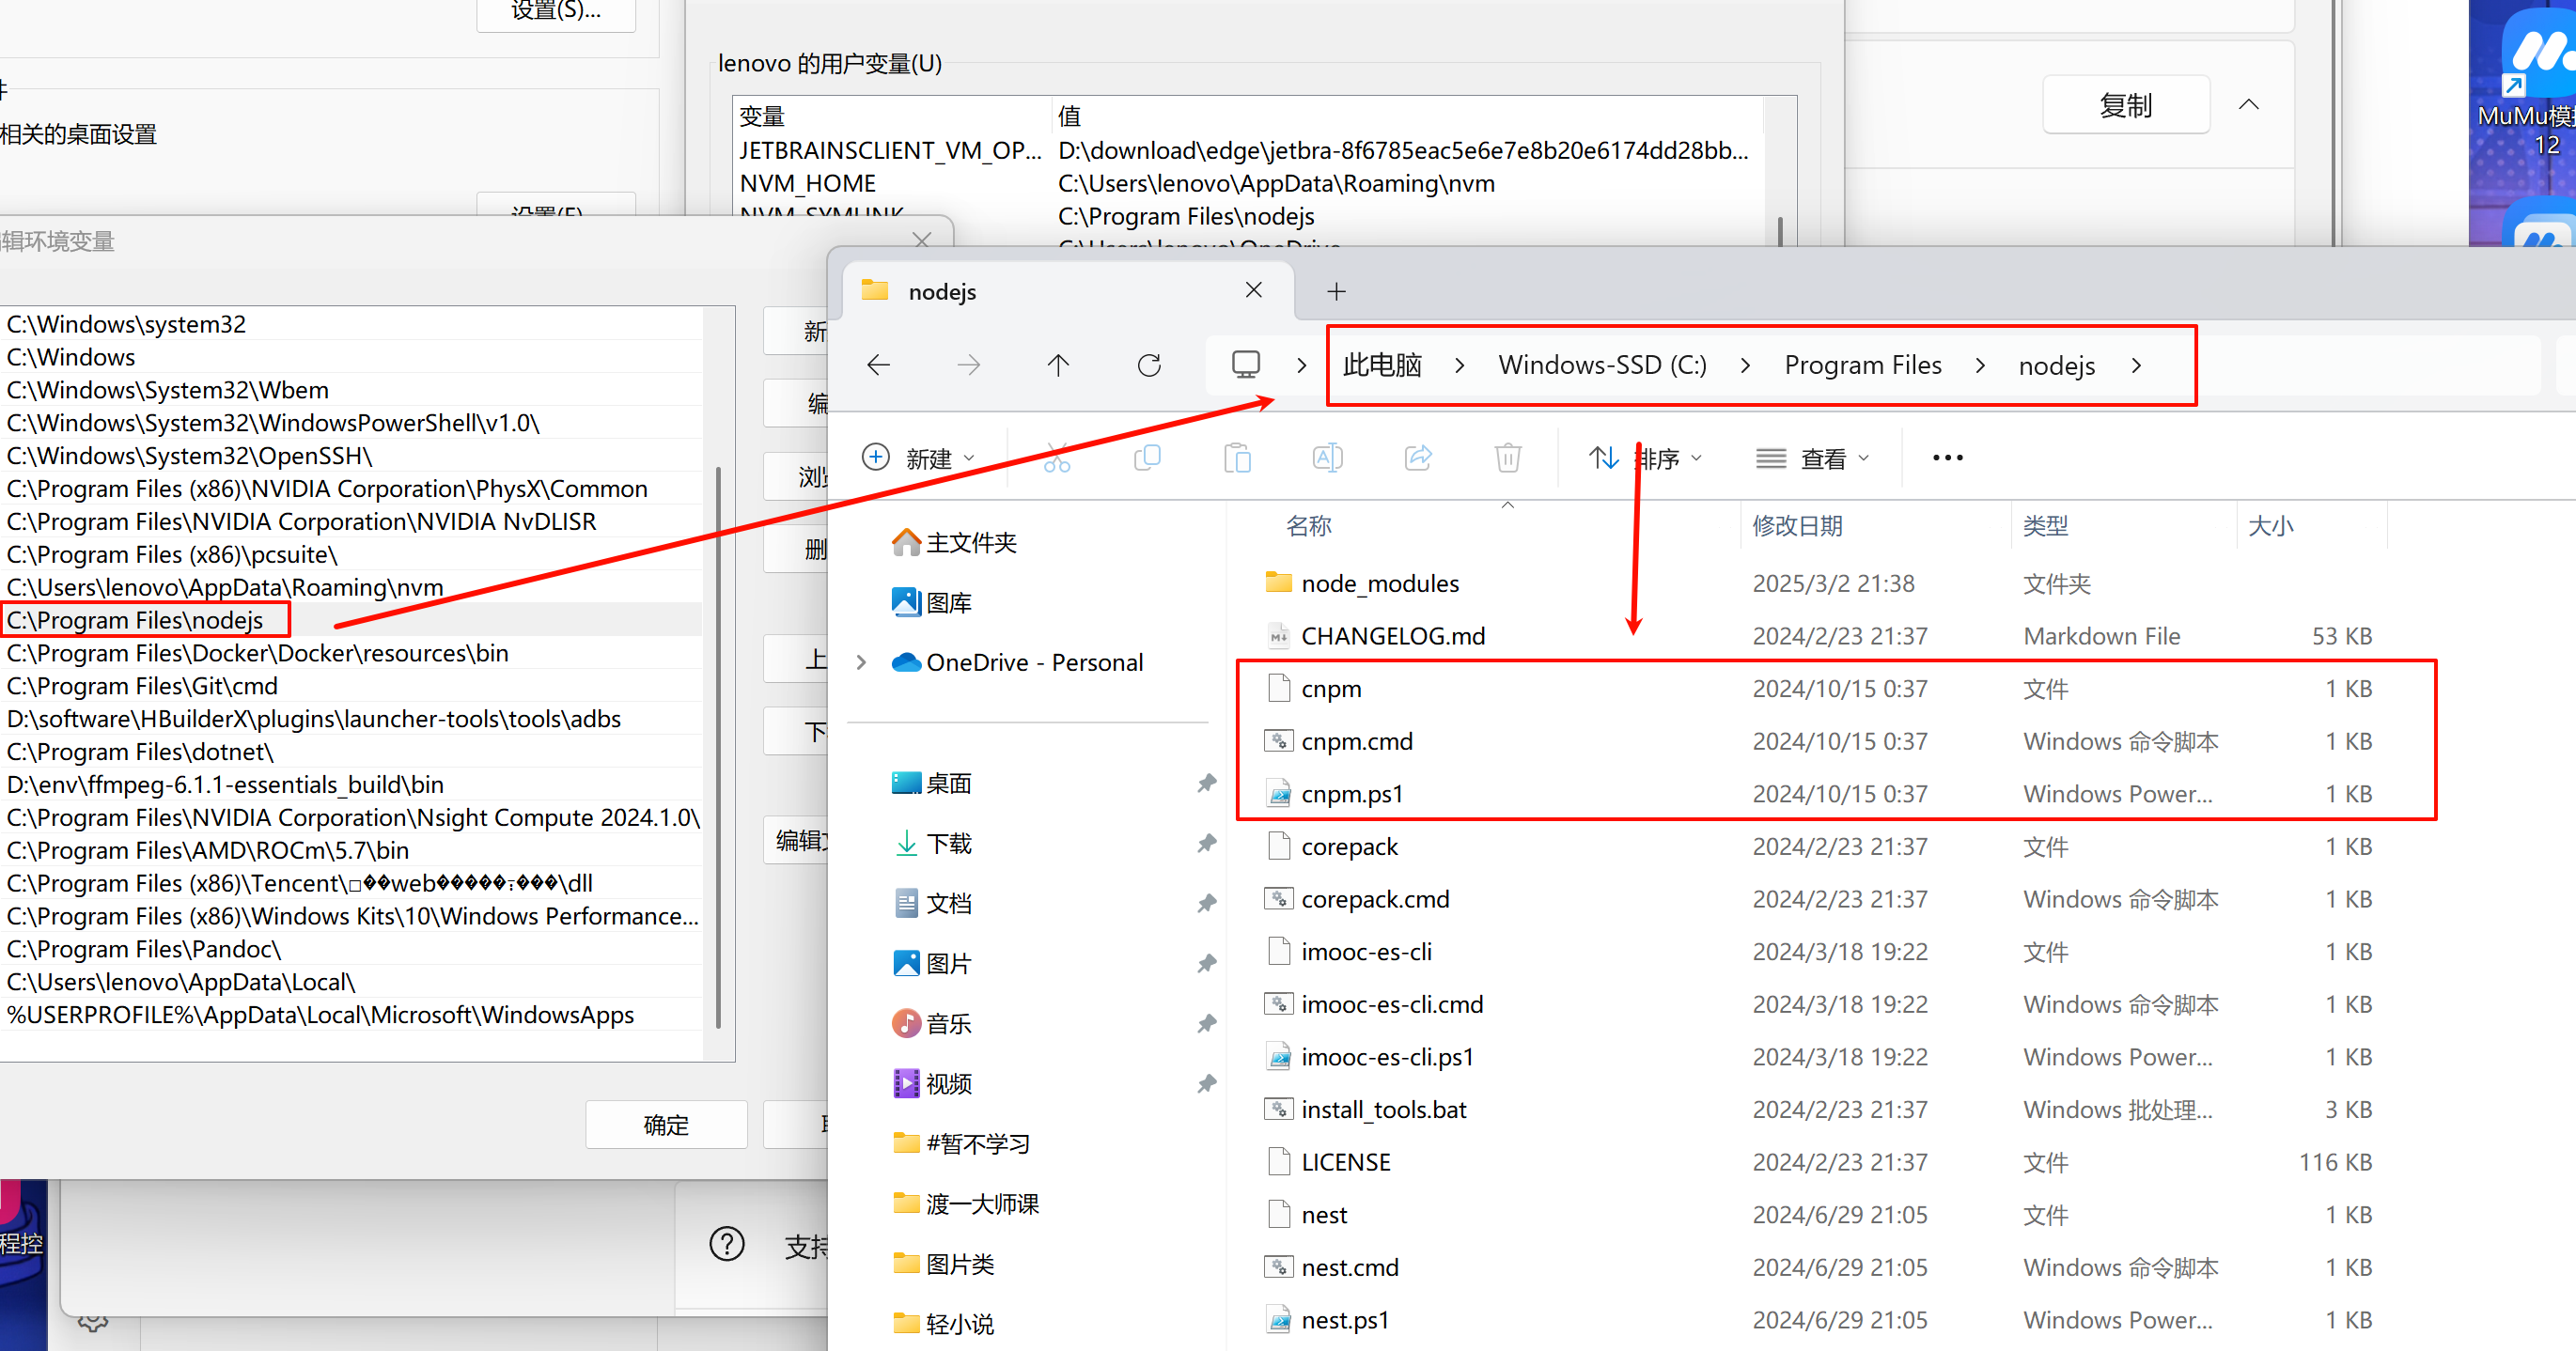 设置(S)...
相关的桌面设置
lenovo 的用户变量(U)
变量 值
JETBRAINSCLIENT_VM_OP... D:\download\edge\jetbra-8f6785eac5e6e7e8b20e6174dd28bb...
NVM_HOME C:\Users\lenovo\AppData\Roaming\nvm
NVM_SYMLINK C:\Program Files\nodejs
C:\Users\lenovo\OneDrive
复制
MuMu模
12
辑环境变量
C:\Windows\system32
C:\Windows
C:\Windows\System32\Wbem
C:\Windows\System32\WindowsPowerShell\v1.0\
C:\Windows\System32\OpenSSH\
C:\Program Files (x86)\NVIDIA Corporation\PhysX\Common
C:\Program Files\NVIDIA Corporation\NVIDIA NvDLISR
C:\Program Files (x86)\pcsuite\
C:\Users\lenovo\AppData\Roaming\nvm
C:\Program Files\nodejs
C:\Program Files\Docker\Docker\resources\bin
C:\Program Files\Git\cmd
D:\software\HBuilderX\plugins\launcher-tools\tools\adbs
C:\Program Files\dotnet\
D:\env\ffmpeg-6.1.1-essentials_build\bin
C:\Program Files\NVIDIA Corporation\Nsight Compute 2024.1.0\
C:\Program Files\AMD\ROCm\5.7\bin
C:\Program Files (x86)\Tencent\□��web�����߹���\dll
C:\Program Files (x86)\Windows Kits\10\Windows Performance...
C:\Program Files\Pandoc\
C:\Users\lenovo\AppData\Local\
%USERPROFILE%\AppData\Local\Microsoft\WindowsApps
新
编
浏
删
上
下
编辑
确定
支持
程控
nodejs
此电脑 > Windows-SSD (C:) > Program Files > nodejs >
新建 排序 查看
主文件夹
图库
OneDrive - Personal
桌面
下载
文档
图片
音乐
视频
#暂不学习
渡一大师课
图片类
轻小说
名称 修改日期 类型 大小
node_modules 2025/3/2 21:38 文件夹
CHANGELOG.md 2024/2/23 21:37 Markdown File 53 KB
cnpm 2024/10/15 0:37 文件 1 KB
cnpm.cmd 2024/10/15 0:37 Windows 命令脚本 1 KB
cnpm.ps1 2024/10/15 0:37 Windows Power... 1 KB
corepack 2024/2/23 21:37 文件 1 KB
corepack.cmd 2024/2/23 21:37 Windows 命令脚本 1 KB
imooc-es-cli 2024/3/18 19:22 文件 1 KB
imooc-es-cli.cmd 2024/3/18 19:22 Windows 命令脚本 1 KB
imooc-es-cli.ps1 2024/3/18 19:22 Windows Power... 1 KB
install_tools.bat 2024/2/23 21:37 Windows 批处理... 3 KB
LICENSE 2024/2/23 21:37 文件 116 KB
nest 2024/6/29 21:05 文件 1 KB
nest.cmd 2024/6/29 21:05 Windows 命令脚本 1 KB
nest.ps1 2024/6/29 21:05 Windows Power... 1 KB